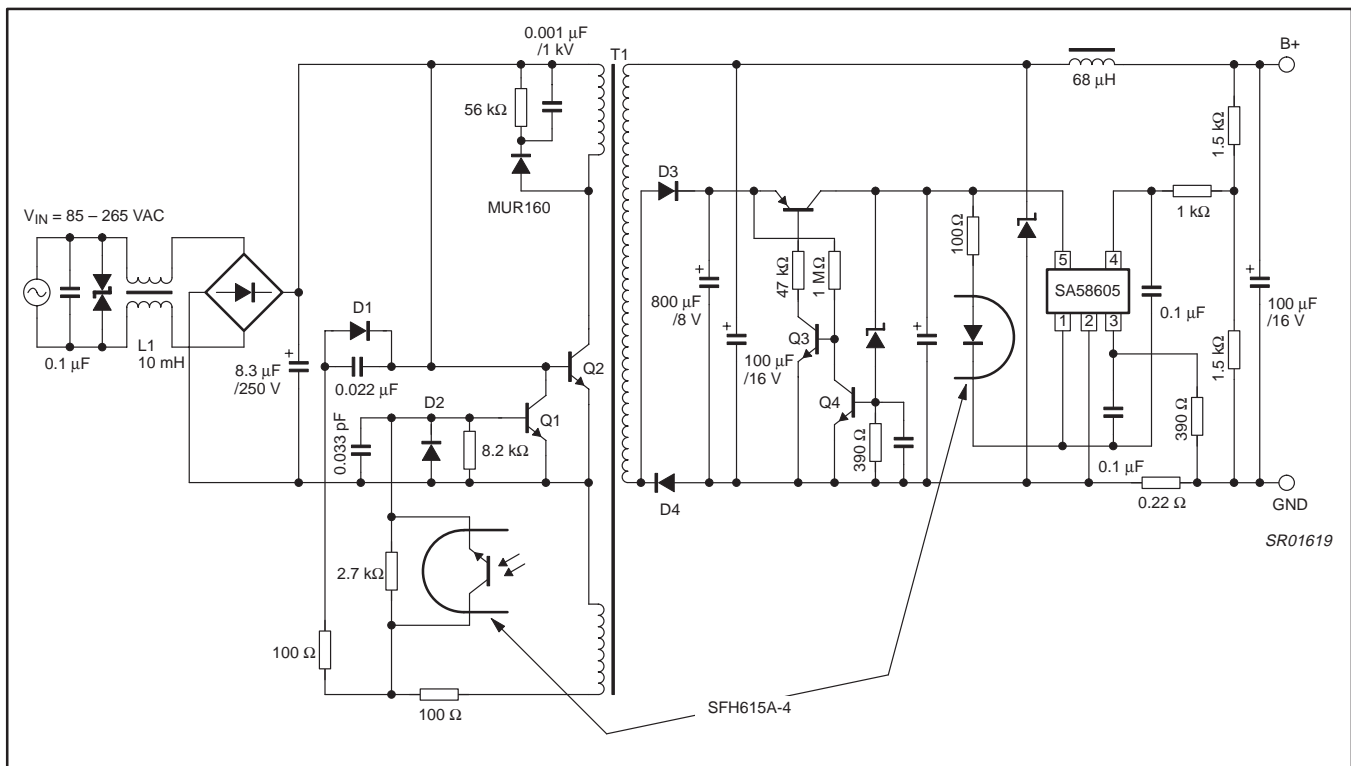 0.001 μF
/1 kV
T1
B+
68 μH
56 kΩ
1.5 kΩ
D3
MUR160
1 kΩ
VIN = 85 – 265 VAC
100 Ω
5
4
47 kΩ
1 MΩ
SA58605
800 μF
/8 V
0.1 μF
100 μF
/16 V
D1
1
2
3
L1
10 mH
0.1 μF
8.3 μF
/250 V
Q3
100 μF
/16 V
1.5 kΩ
Q2
0.022 μF
D2
Q1
Q4
0.033 pF
8.2 kΩ
390 Ω
390 Ω
0.1 μF
0.22 Ω
D4
GND
SR01619
2.7 kΩ
100 Ω
100 Ω
SFH615A-4